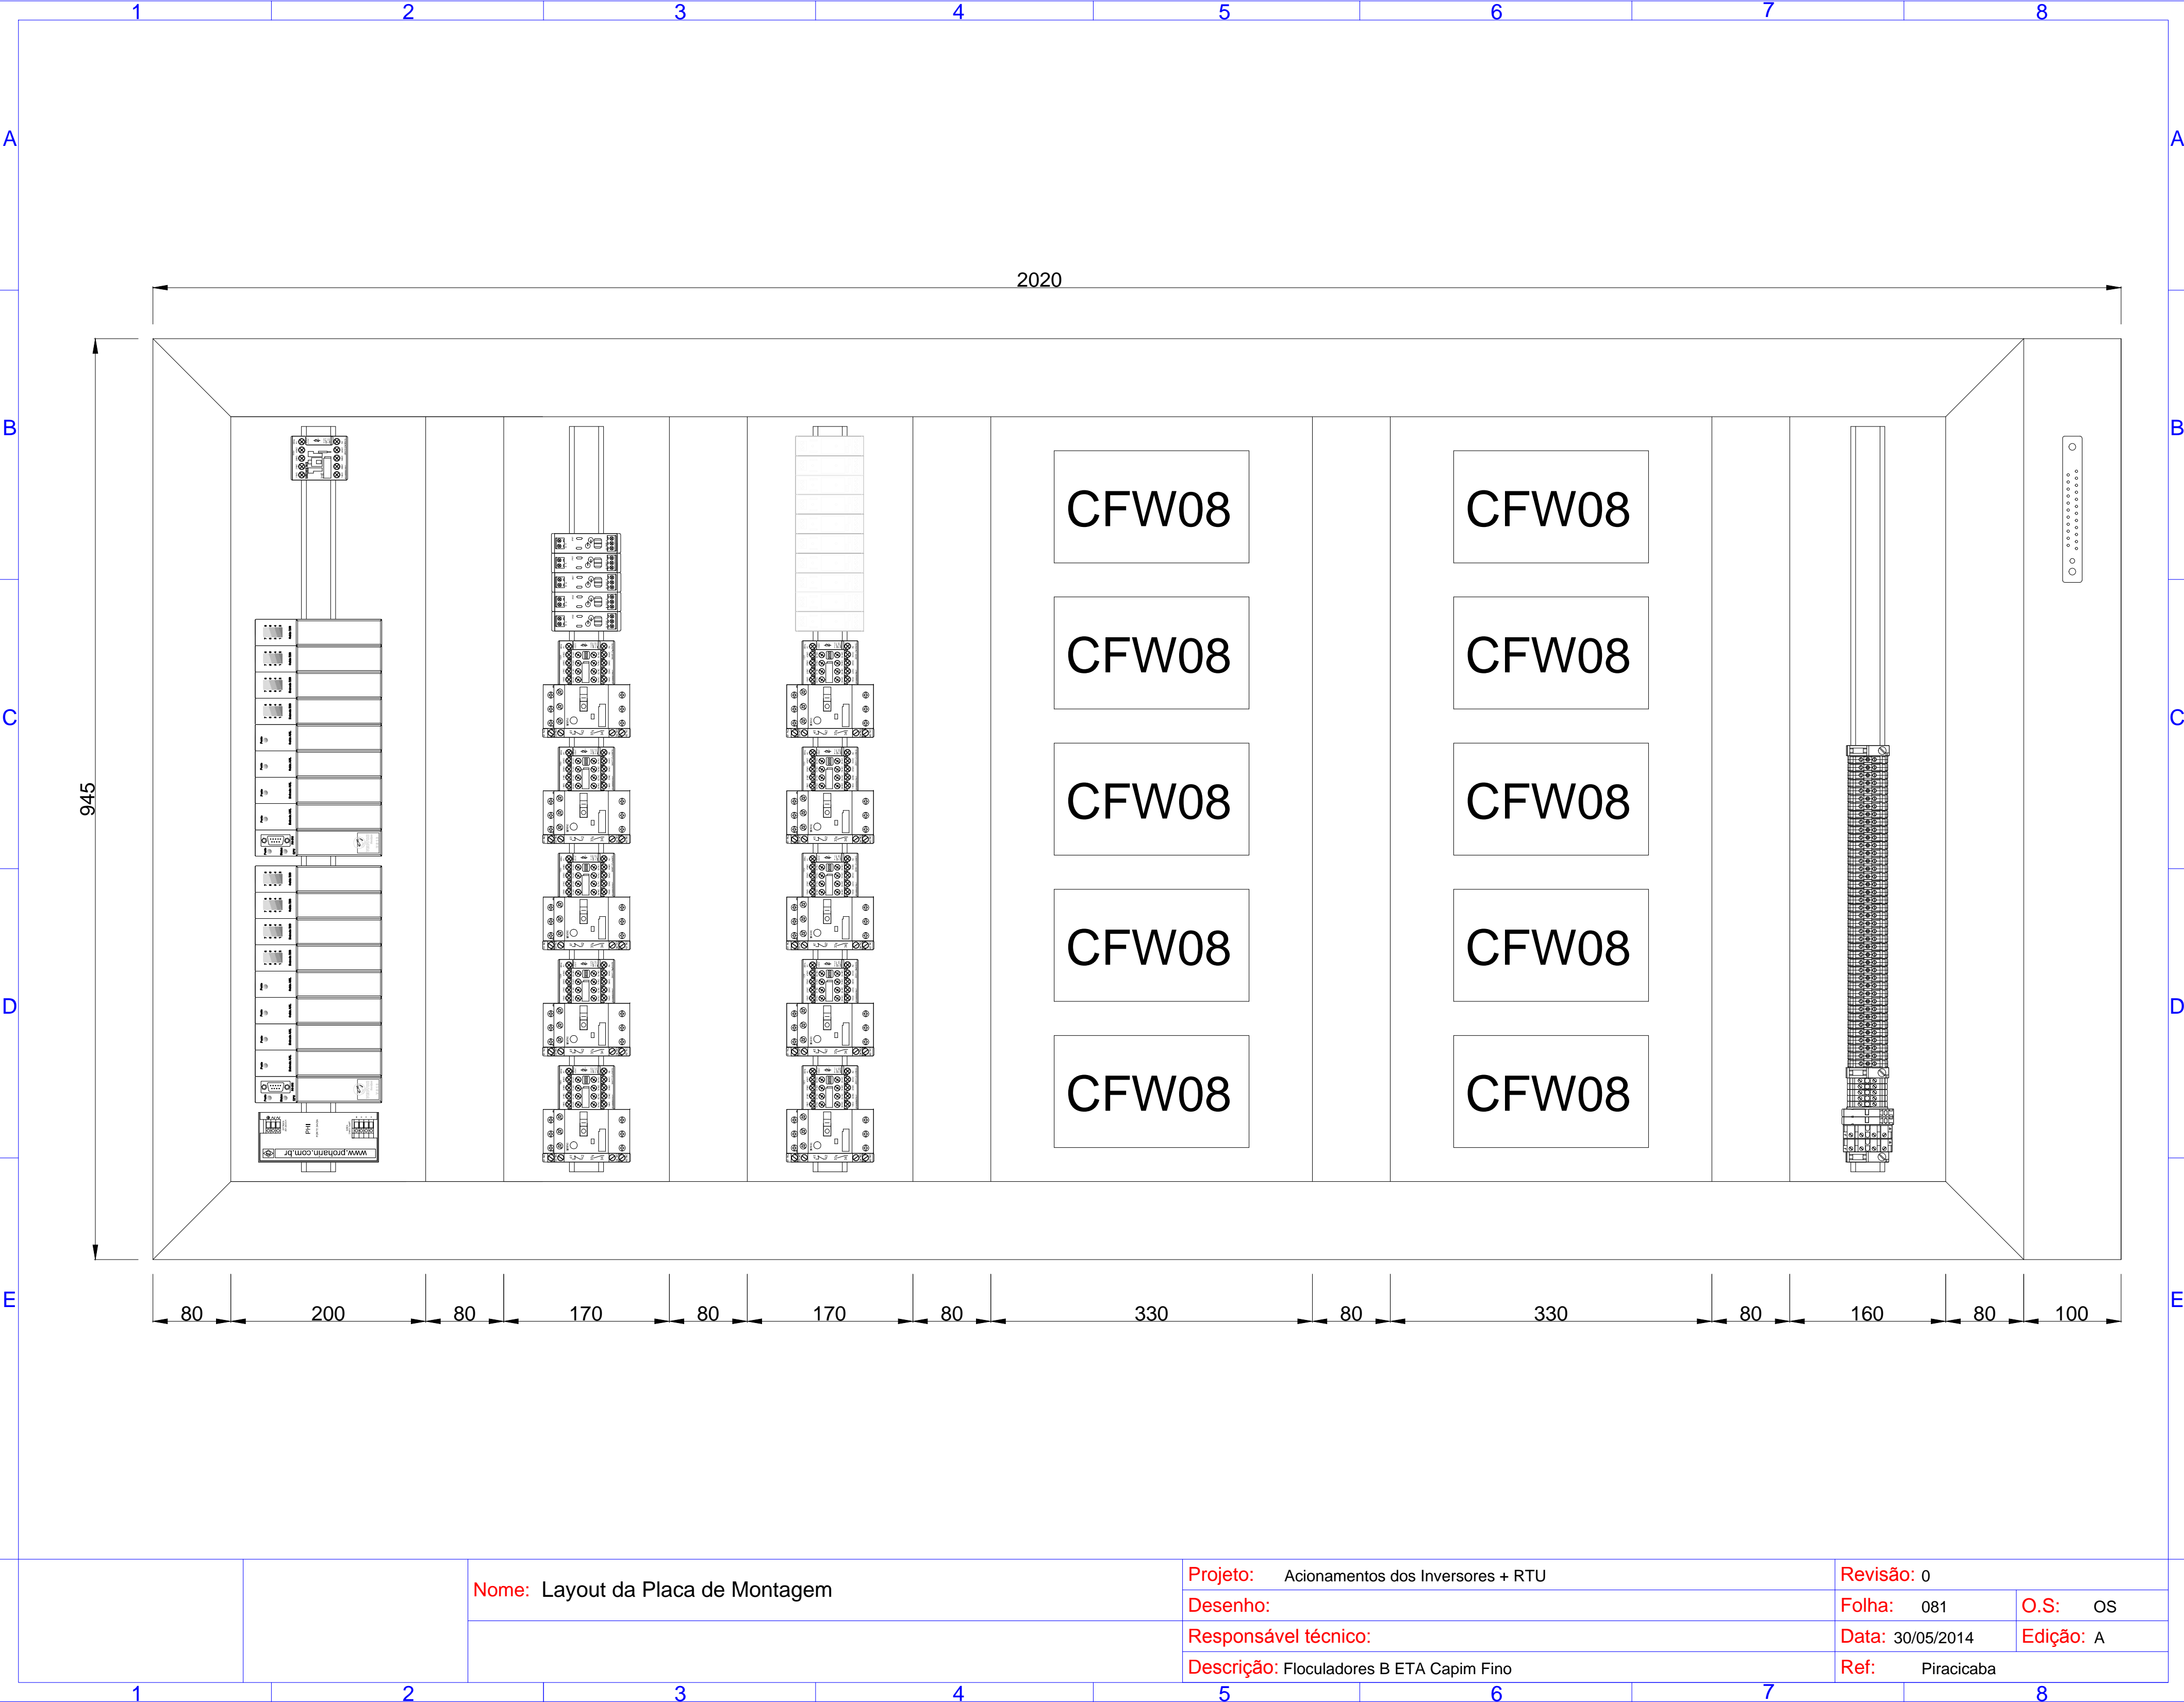 1 2 3 4 5 6 7 8
A A
2020
B B
CFW08 CFW08
CFW08 CFW08
C C
945
CFW08 CFW08
CFW08 CFW08
D D
CFW08 CFW08
PHI
www.proharin.com.br
E E
80 200 80 170 80 170 80 330 80 330 80 160 80 100
Nome: Layout da Placa de Montagem
Projeto: Acionamentos dos Inversores + RTU
Revisão: 0
Desenho:
Folha: 081 O.S: OS
Responsável técnico:
Data: 30/05/2014 Edição: A
Descrição: Floculadores B ETA Capim Fino
Ref: Piracicaba
1 2 3 4 5 6 7 8